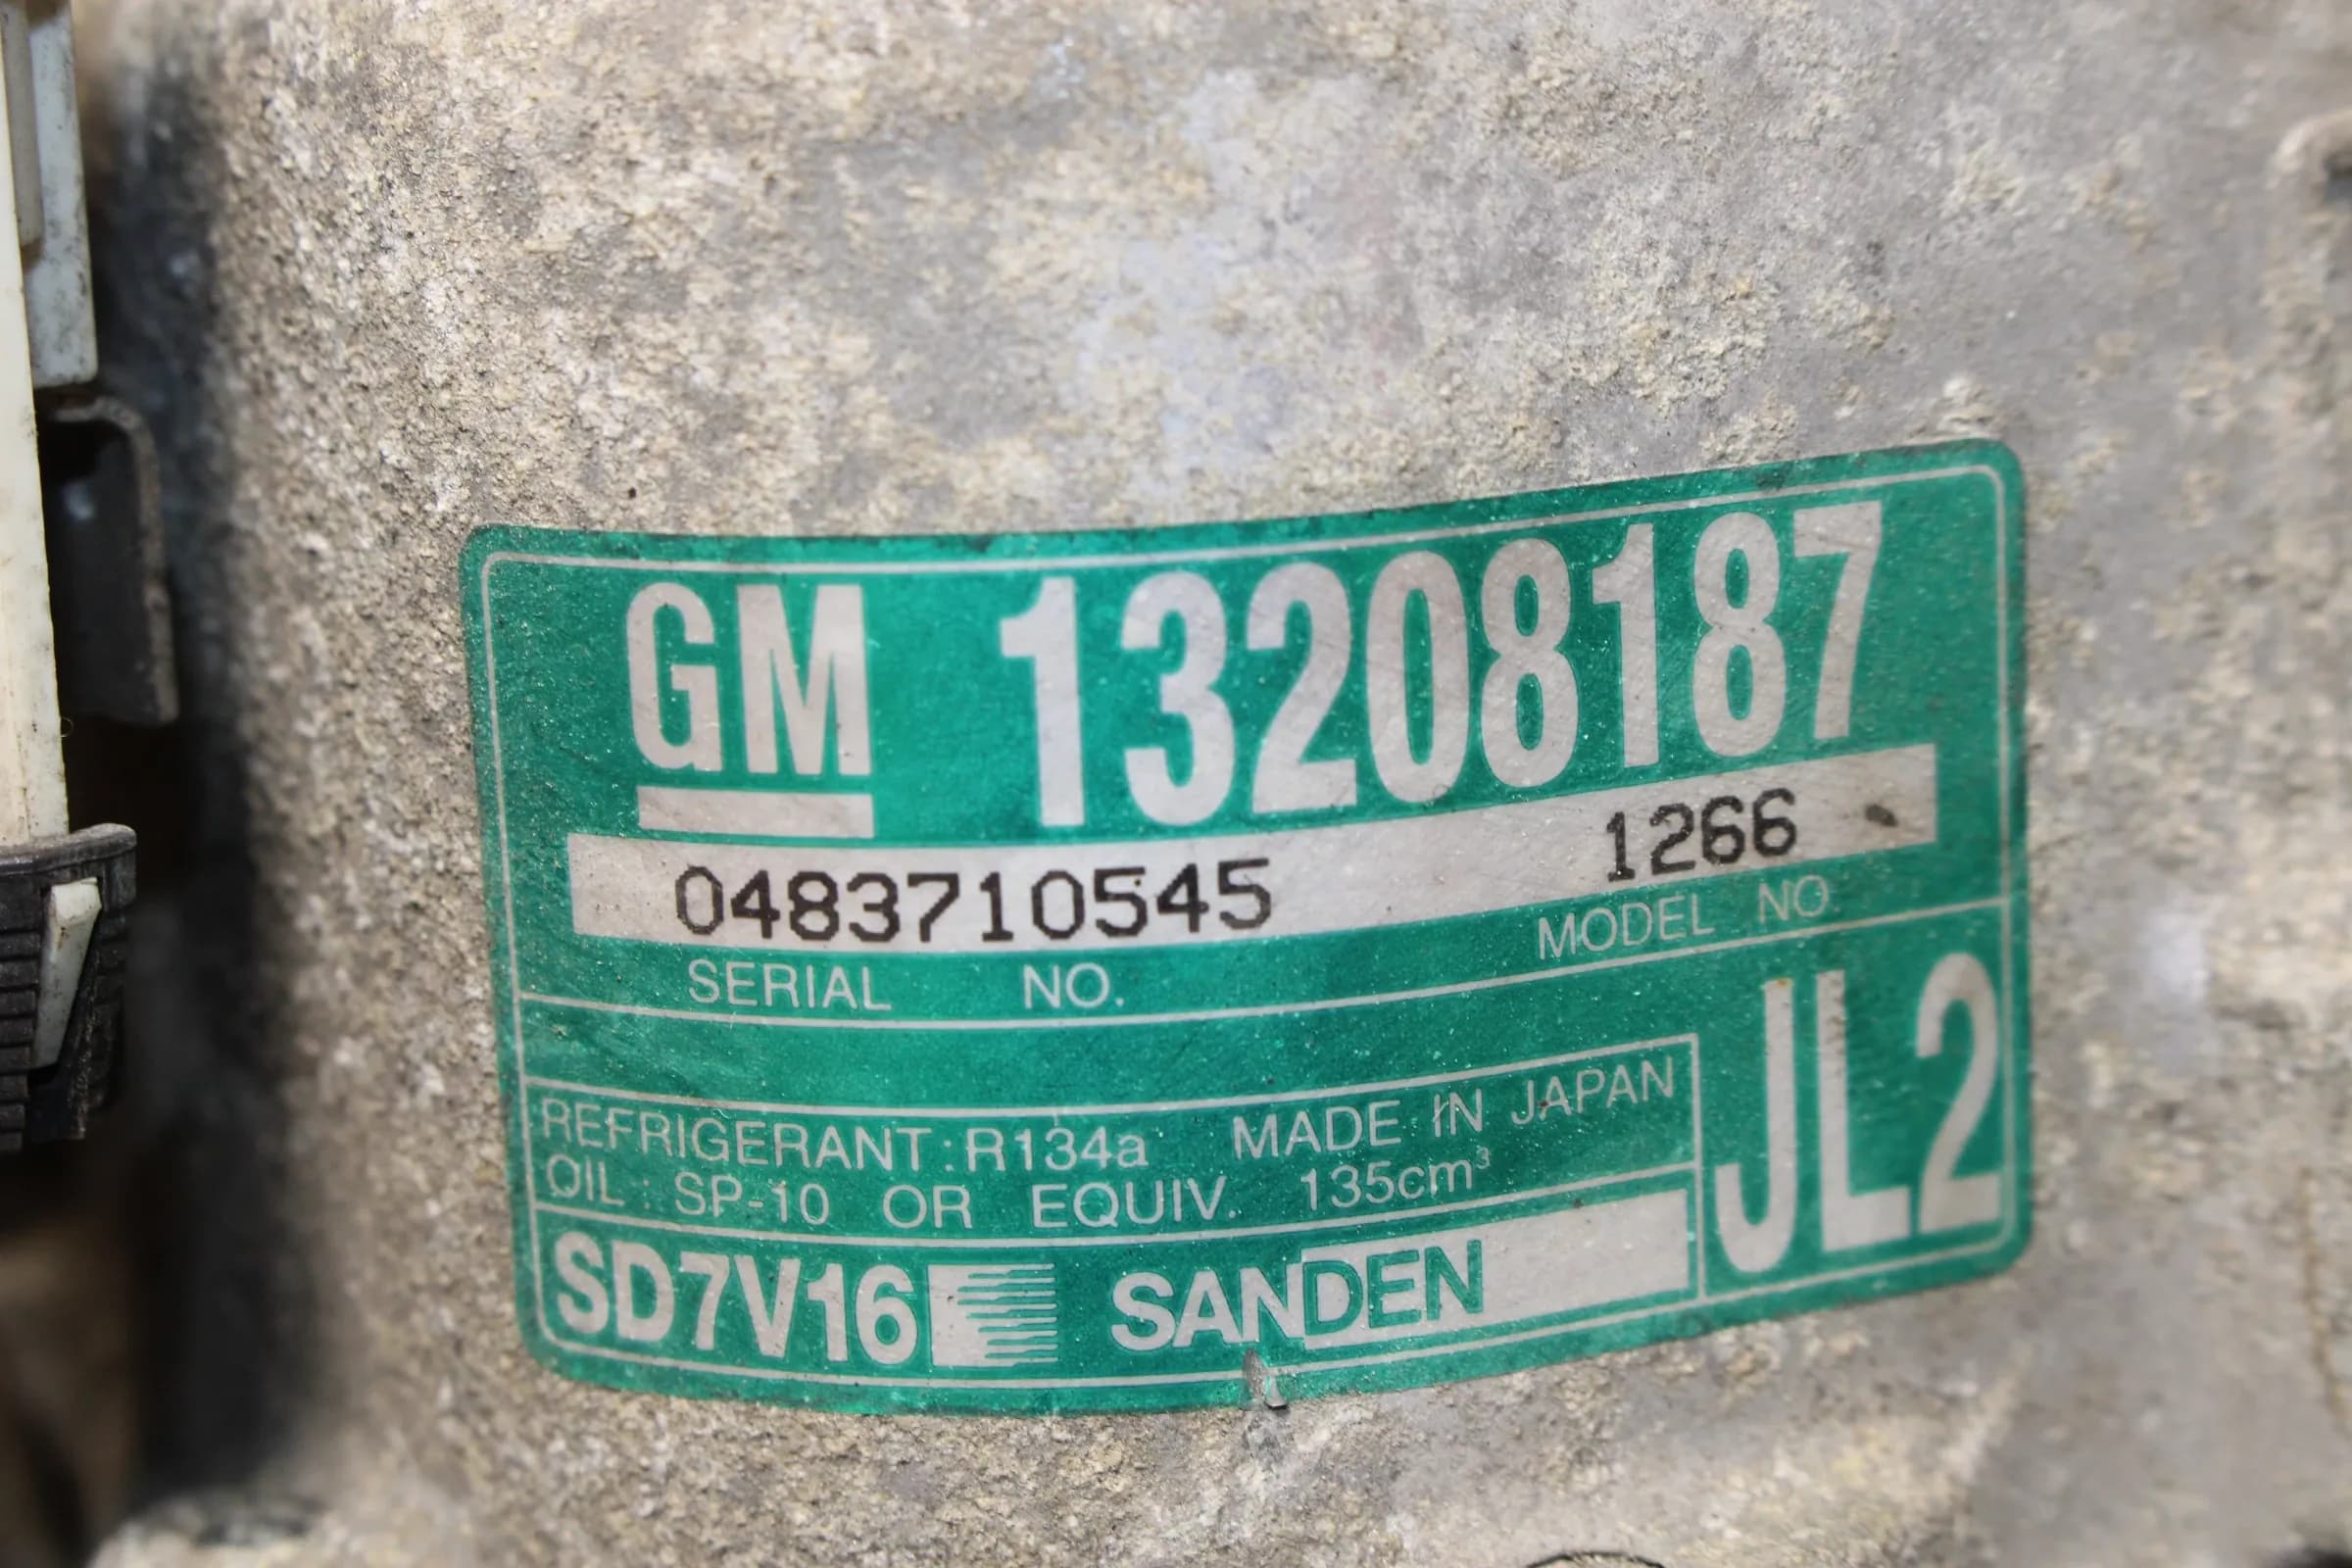 GM 13208187
0483710545 1266
SERIAL NO. MODEL NO.
REFRIGERANT:R134a MADE IN JAPAN
OIL: SP-10 OR EQUIV. 135cm³
JL2
SD7V16 SANDEN